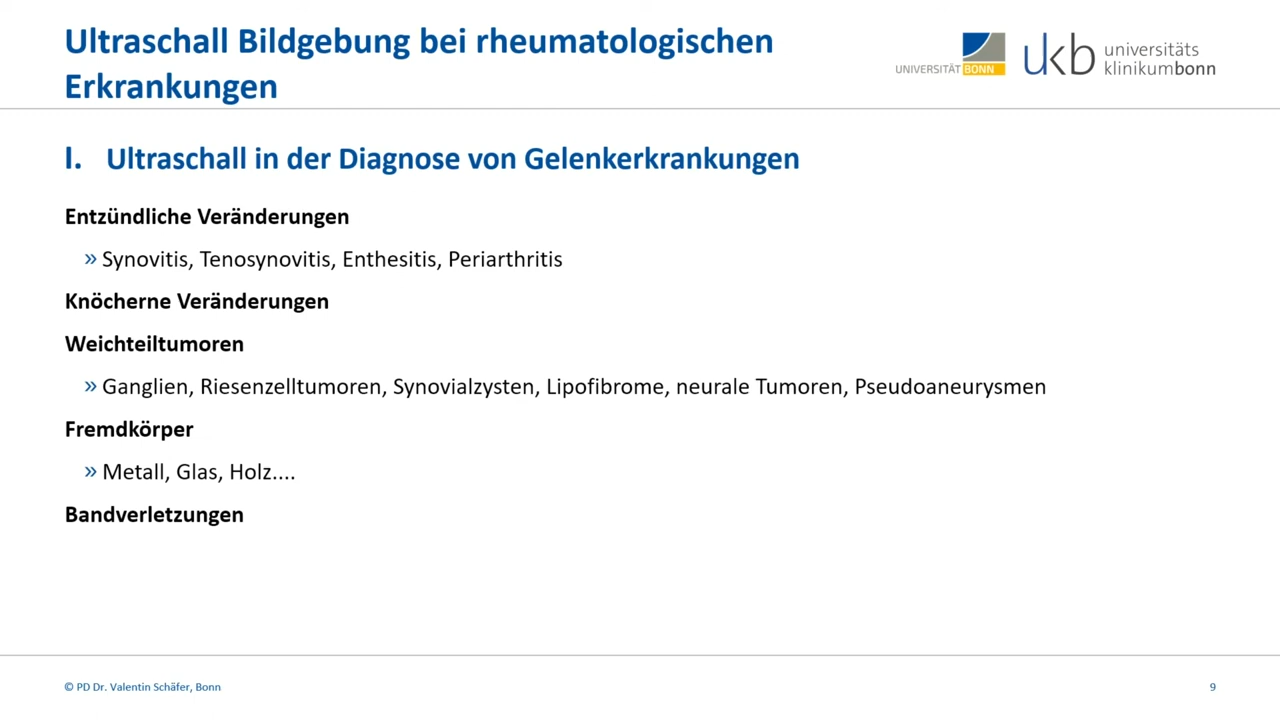 Ultraschall Bildgebung bei rheumatologischen
Erkrankungen
UNIVERSITÄT BONN
ukb universitäts
klinikumbonn
I. Ultraschall in der Diagnose von Gelenkerkrankungen
Entzündliche Veränderungen
» Synovitis, Tenosynovitis, Enthesitis, Periarthritis
Knöcherne Veränderungen
Weichteiltumoren
» Ganglien, Riesenzelltumoren, Synovialzysten, Lipofibrome, neurale Tumoren, Pseudoaneurysmen
Fremdkörper
» Metall, Glas, Holz....
Bandverletzungen
© PD Dr. Valentin Schäfer, Bonn
9